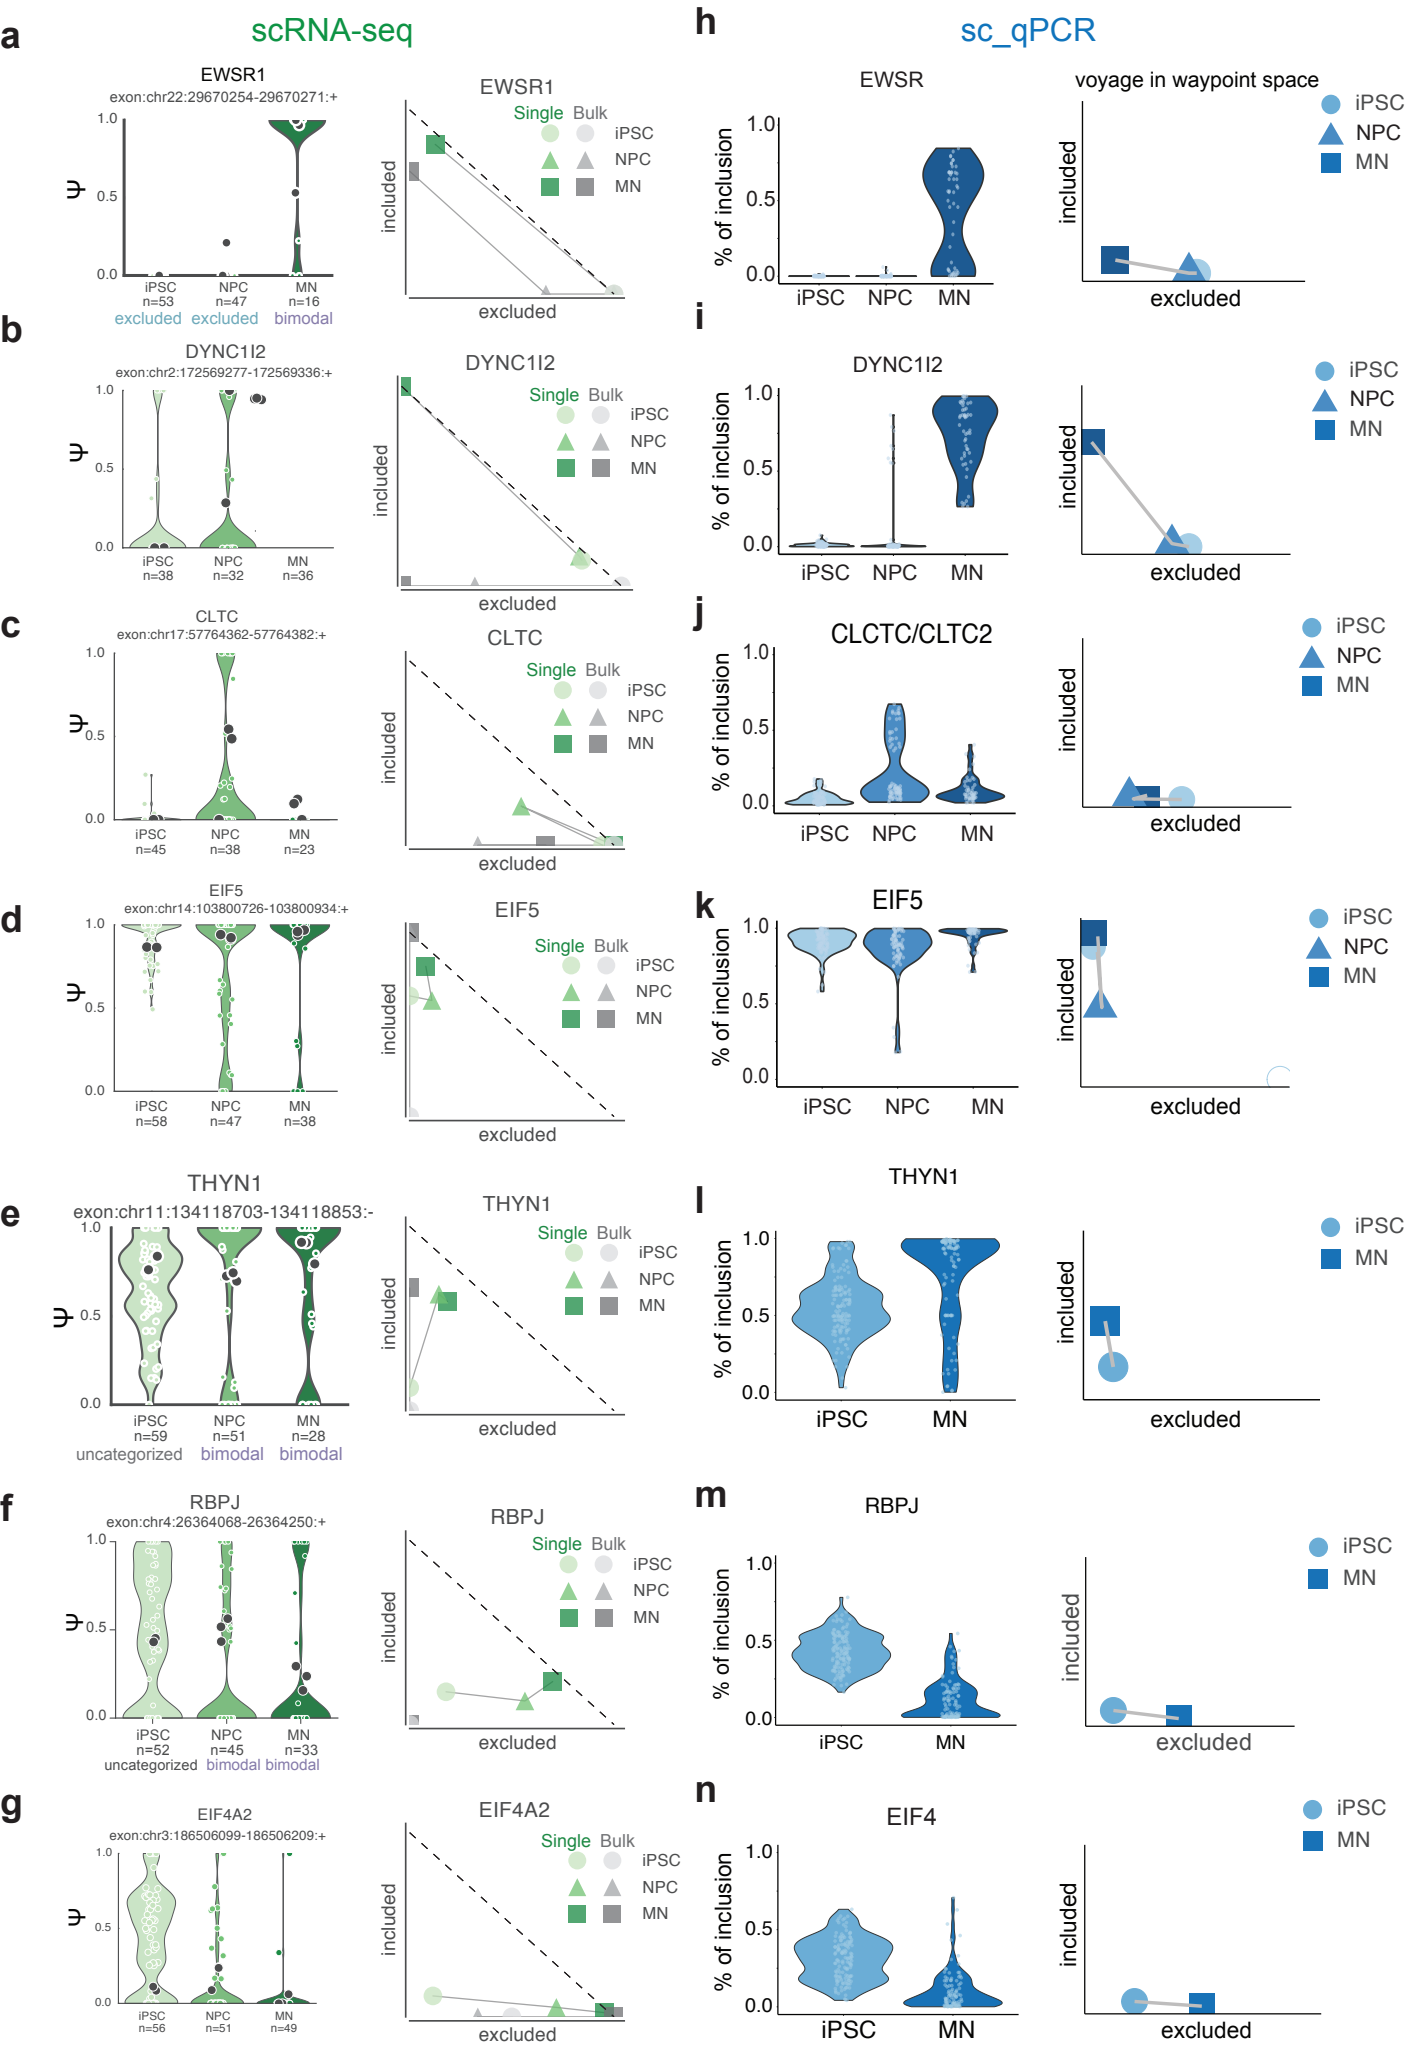 scRNA-seq
sc_qPCR
a
EWSR1
exon:chr22:29670254-29670271:+
1.0
0.5
0.0
Ψ
iPSC
NPC
MN
n=53
n=47
n=16
excluded
excluded
bimodal
EWSR1
Single
Bulk
iPSC
NPC
MN
included
excluded
h
EWSR
1.0
0.5
0.0
% of inclusion
iPSC
NPC
MN
voyage in waypoint space
iPSC
NPC
MN
included
excluded
b
DYNC1I2
exon:chr2:172569277-172569336:+
1.0
0.5
0.0
Ψ
iPSC
NPC
MN
n=38
n=32
n=36
DYNC1I2
Single
Bulk
iPSC
NPC
MN
included
excluded
i
DYNC1I2
1.0
0.5
0.0
% of inclusion
iPSC
NPC
MN
iPSC
NPC
MN
included
excluded
c
CLTC
exon:chr17:57764362-57764382:+
1.0
0.5
0.0
Ψ
iPSC
NPC
MN
n=45
n=38
n=23
CLTC
Single
Bulk
iPSC
NPC
MN
included
excluded
j
CLCTC/CLTC2
1.0
0.5
0.0
% of inclusion
iPSC
NPC
MN
iPSC
NPC
MN
included
excluded
d
EIF5
exon:chr14:103800726-103800934:+
1.0
0.5
0.0
Ψ
iPSC
NPC
MN
n=58
n=47
n=38
EIF5
Single
Bulk
iPSC
NPC
MN
included
excluded
k
EIF5
1.0
0.5
0.0
% of inclusion
iPSC
NPC
MN
iPSC
NPC
MN
included
excluded
e
THYN1
exon:chr11:134118703-134118853:-
1.0
0.5
0.0
Ψ
iPSC
NPC
MN
n=59
n=51
n=28
uncategorized
bimodal
bimodal
THYN1
Single
Bulk
iPSC
NPC
MN
included
excluded
l
THYN1
1.0
0.5
0.0
% of inclusion
iPSC
MN
iPSC
MN
included
excluded
f
RBPJ
exon:chr4:26364068-26364250:+
1.0
0.5
0.0
Ψ
iPSC
NPC
MN
n=52
n=45
n=33
uncategorized
bimodal
bimodal
RBPJ
Single
Bulk
iPSC
NPC
MN
included
excluded
m
RBPJ
1.0
0.5
0.0
% of inclusion
iPSC
MN
iPSC
MN
included
excluded
g
EIF4A2
exon:chr3:186506099-186506209:+
1.0
0.5
0.0
Ψ
iPSC
NPC
MN
n=56
n=51
n=49
EIF4A2
Single
Bulk
iPSC
NPC
MN
included
excluded
n
EIF4
1.0
0.5
0.0
% of inclusion
iPSC
MN
iPSC
MN
included
excluded